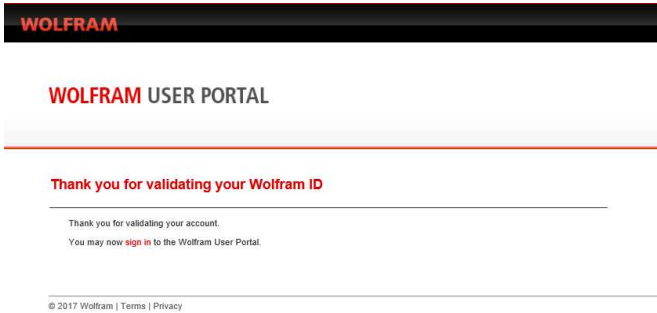 WOLFRAM
WOLFRAM USER PORTAL
Thank you for validating your Wolfram ID
Thank you for validating your account.
You may now sign in to the Wolfram User Portal.
© 2017 Wolfram | Terms | Privacy